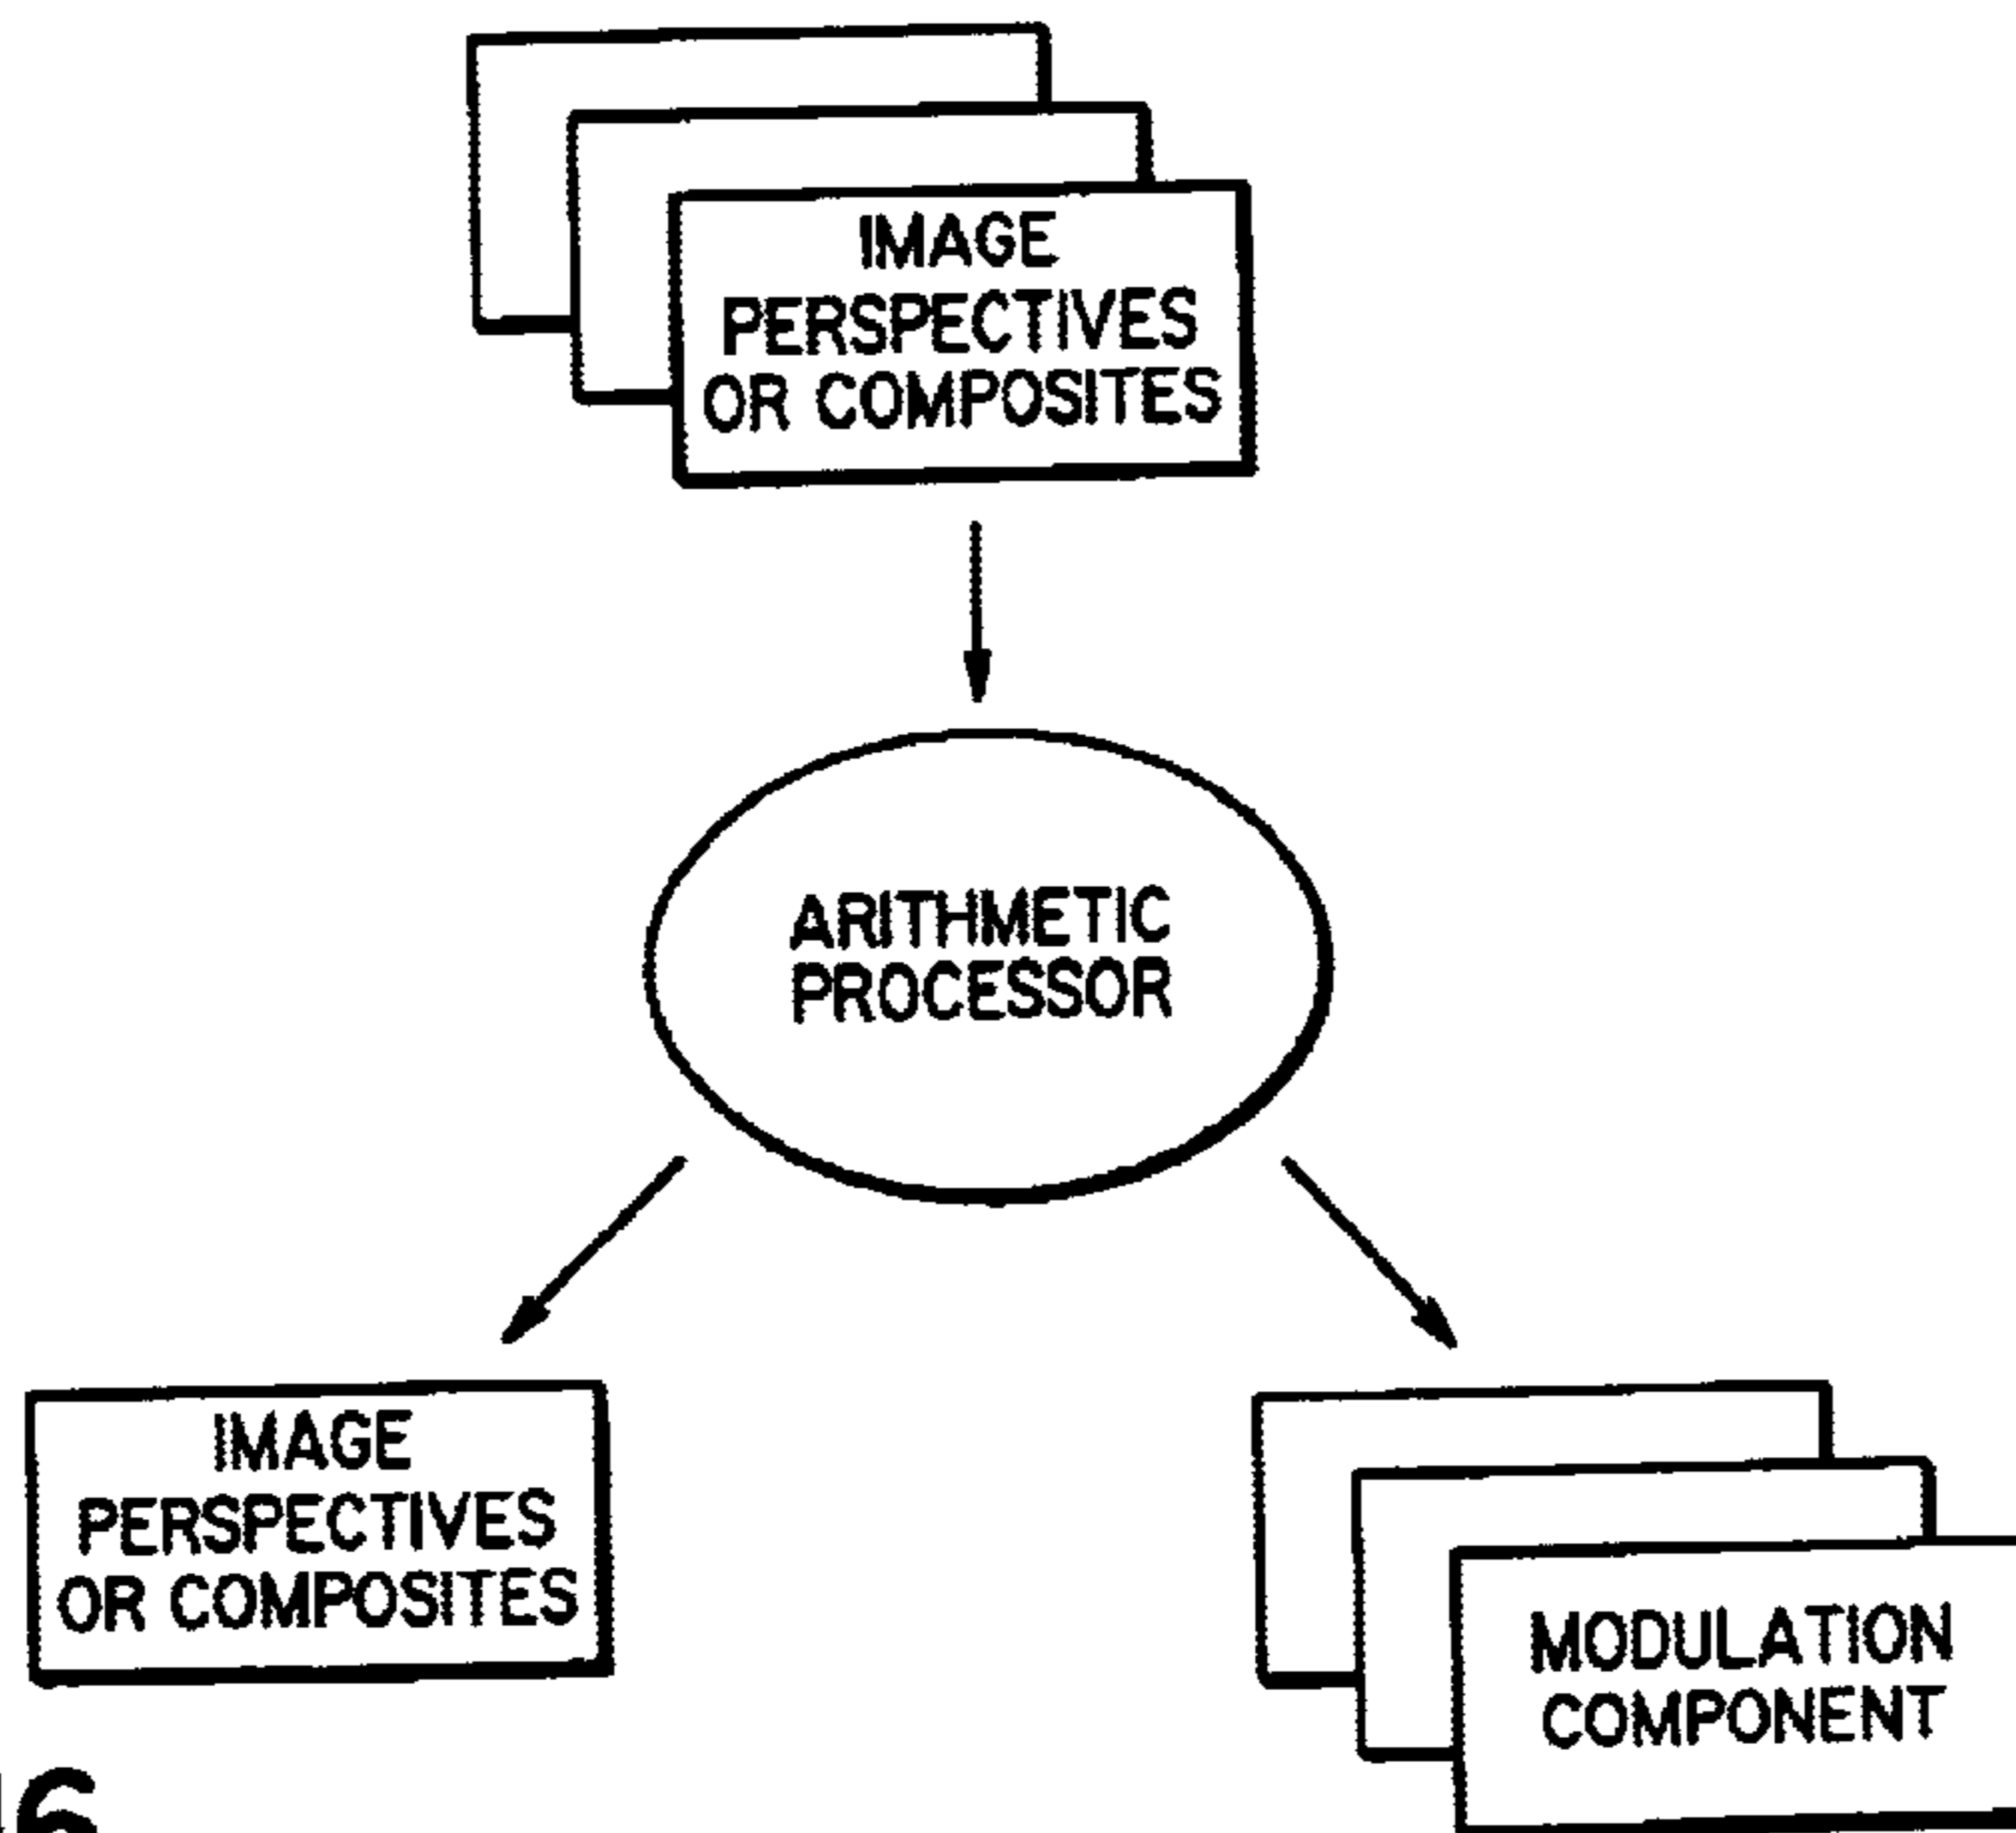 IMAGE
PERSPECTIVES
OR COMPOSITES
ARITHMETIC
PROCESSOR
IMAGE
PERSPECTIVES
OR COMPOSITES
MODULATION
COMPONENT